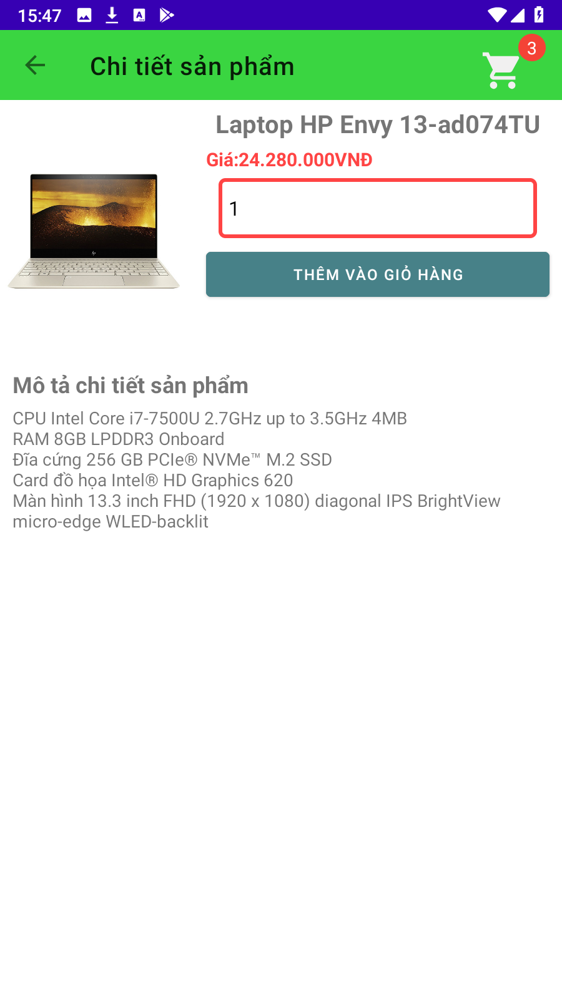 15:47
Chi tiết sản phẩm
3
Laptop HP Envy 13-ad074TU
Giá:24.280.000VNĐ
1
THÊM VÀO GIỎ HÀNG
Mô tả chi tiết sản phẩm
CPU Intel Core i7-7500U 2.7GHz up to 3.5GHz 4MB
RAM 8GB LPDDR3 Onboard
Đĩa cứng 256 GB PCIe® NVMe™ M.2 SSD
Card đồ họa Intel® HD Graphics 620
Màn hình 13.3 inch FHD (1920 x 1080) diagonal IPS BrightView
micro-edge WLED-backlit